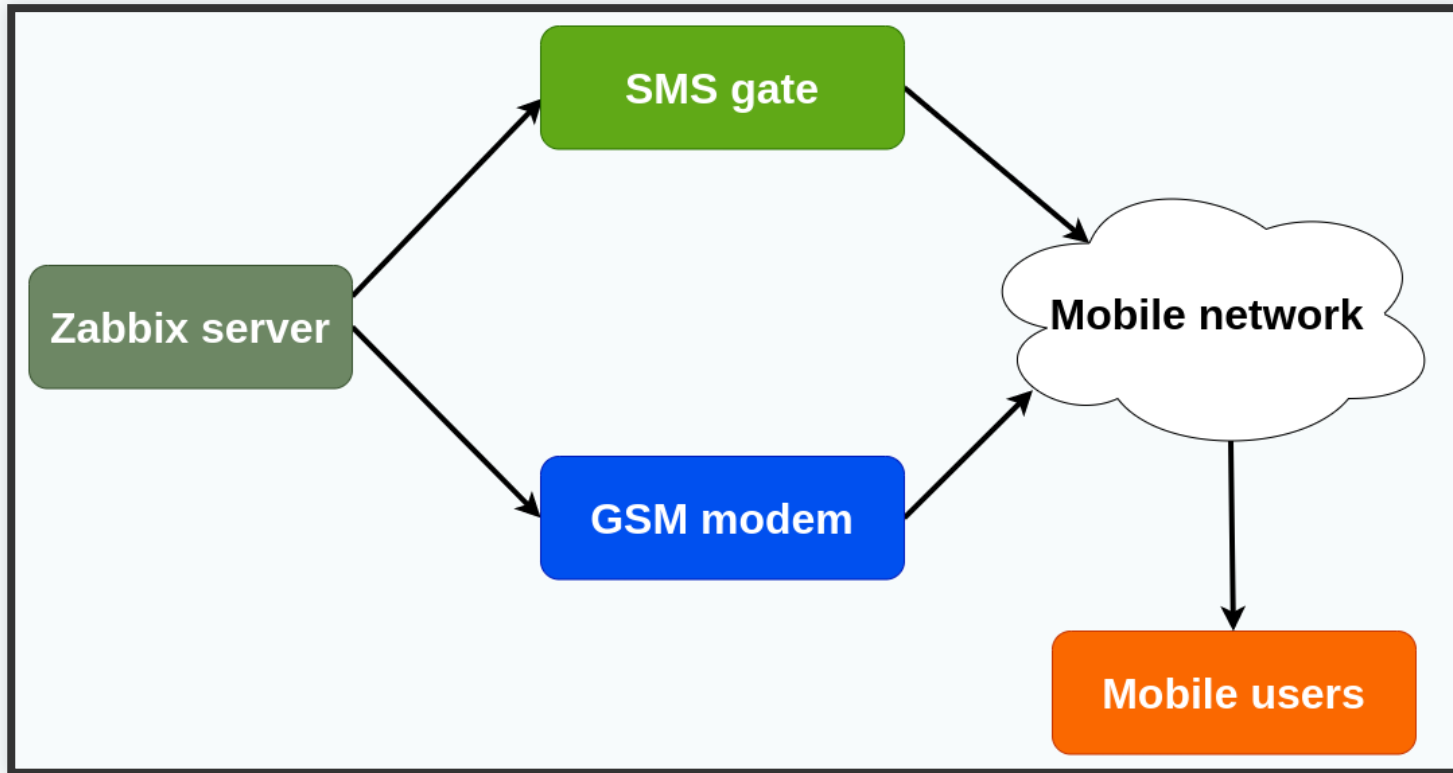 SMS gate
Zabbix server
Mobile network
GSM modem
Mobile users